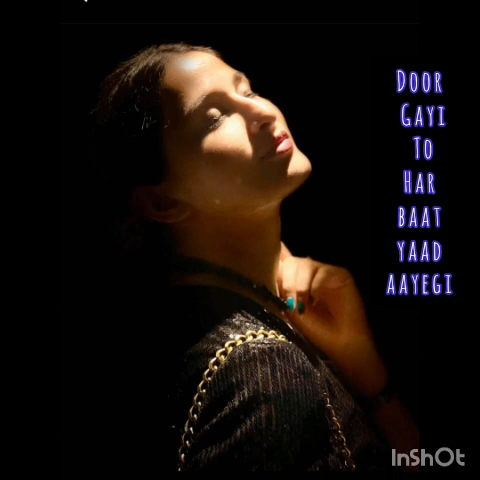 Door
Gayi
To
Har
baat
yaad
aayegi
InShOt